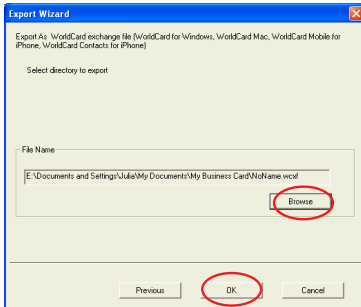 Export Wizard
Export As WorldCard exchange file (WorldCard for Windows, WorldCard Mac, WorldCard Mobile for
iPhone, WorldCard Contacts for iPhone)
Select directory to export
File Name
E:\Documents and Settings\Julia\My Documents\My Business Card\NoName.wcxf
Browse
Previous OK Cancel